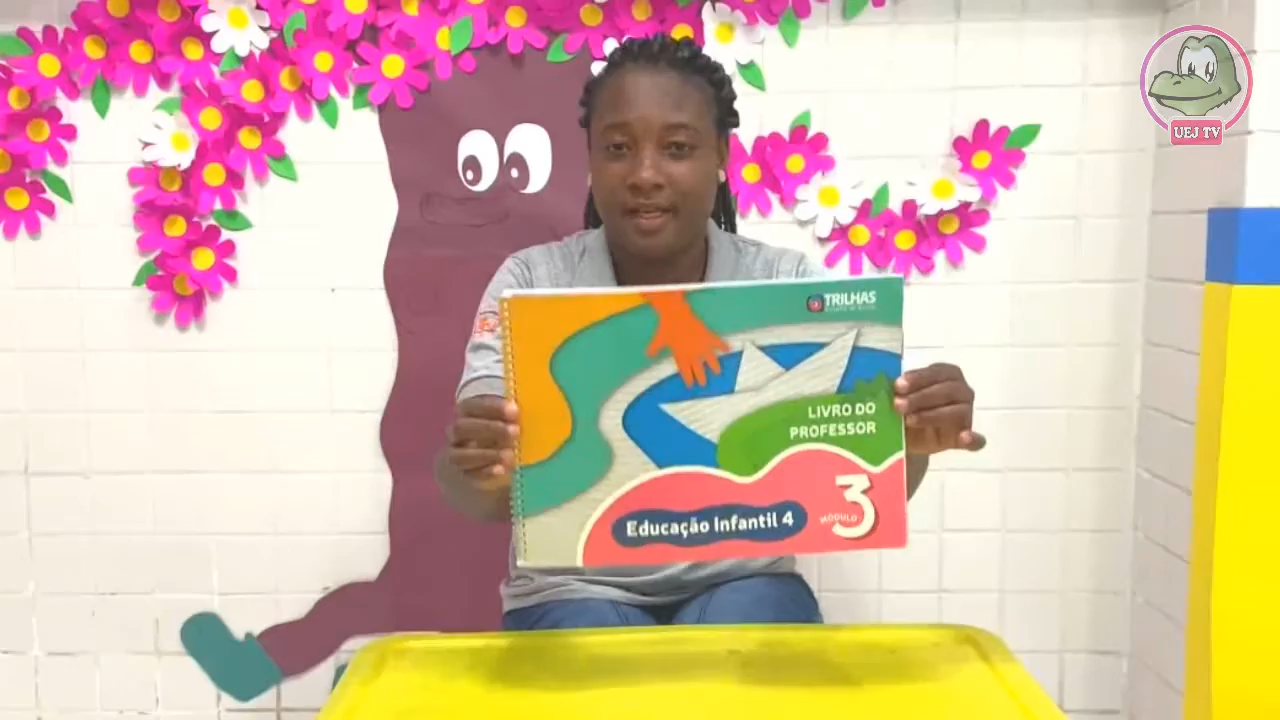 UEJ TV
TRILHAS
LIVRO DO
PROFESSOR
3
MÓDULO
Educação Infantil 4